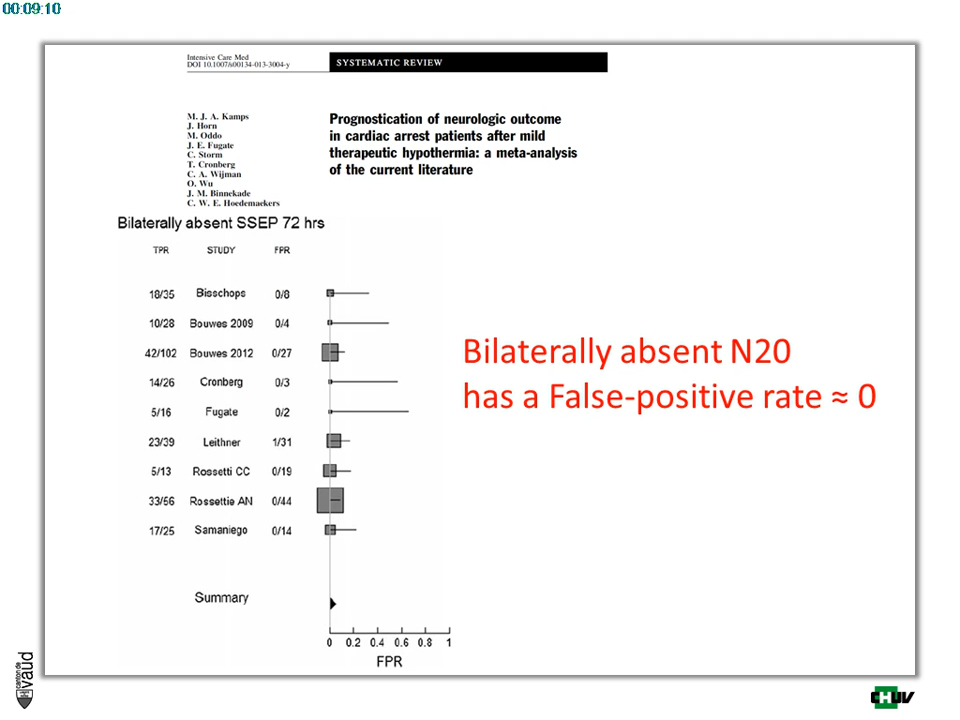 00:09:10
Intensive Care Med
DOI 10.1007/s00134-013-3004-y
SYSTEMATIC REVIEW
M. J. A. Kamps
J. Horn
M. Oddo
J. E. Fugate
C. Storm
T. Cronberg
C. A. Wijman
O. Wu
J. M. Binnekade
C. W. E. Hoedemaekers
Prognostication of neurologic outcome
in cardiac arrest patients after mild
therapeutic hypothermia: a meta-analysis
of the current literature
Bilaterally absent SSEP 72 hrs
TPR STUDY FPR
18/35 Bisschops 0/8
10/28 Bouwes 2009 0/4
42/102 Bouwes 2012 0/27
14/26 Cronberg 0/3
5/16 Fugate 0/2
23/39 Leithner 1/31
5/13 Rossetti CC 0/19
33/56 Rossettie AN 0/44
17/25 Samaniego 0/14
Summary
0 0.2 0.4 0.6 0.8 1
FPR
Bilaterally absent N20
has a False-positive rate ≈ 0
canton de
vaud
CHUV